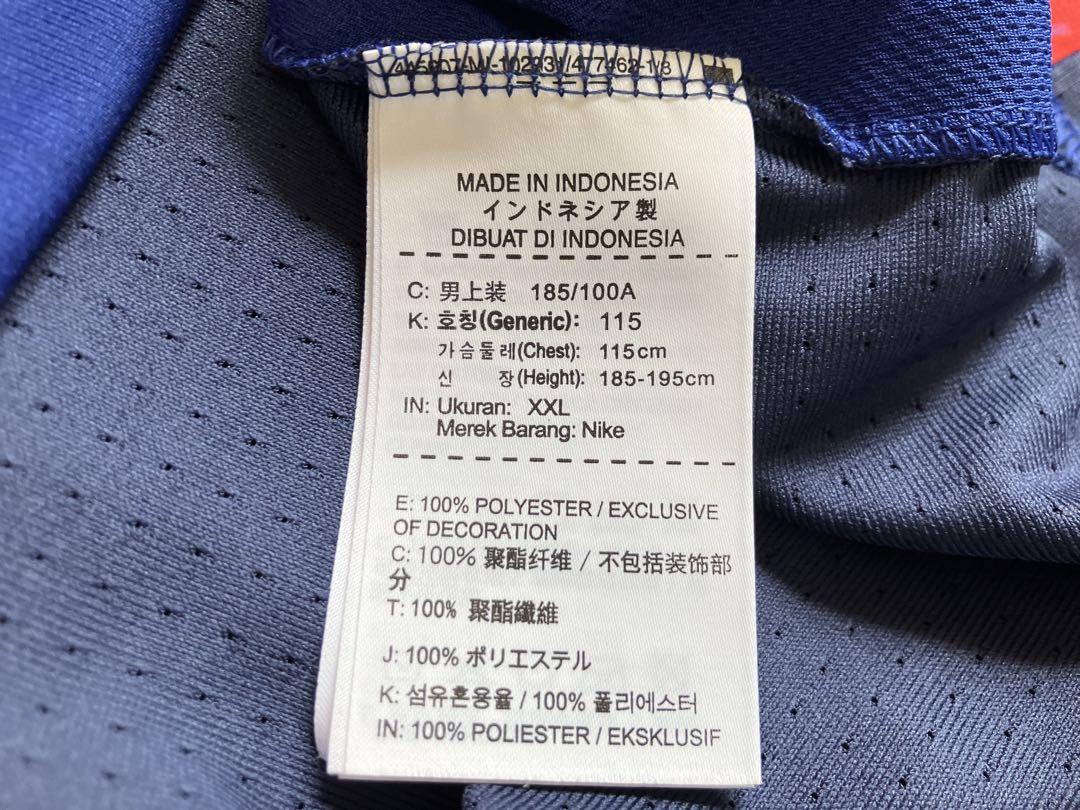 MADE IN INDONESIA
インドネシア製
DIBUAT DI INDONESIA
C: 男上装 185/100A
K: 호칭(Generic): 115
가슴둘레(Chest): 115cm
신 장(Height): 185-195cm
IN: Ukuran: XXL
Merek Barang: Nike
E: 100% POLYESTER / EXCLUSIVE
OF DECORATION
C: 100% 聚酯纤维 / 不包括装饰部
分
T: 100% 聚酯纖維
J: 100% ポリエステル
K: 섬유혼용율 / 100% 폴리에스터
IN: 100% POLIESTER / EKSKLUSIF